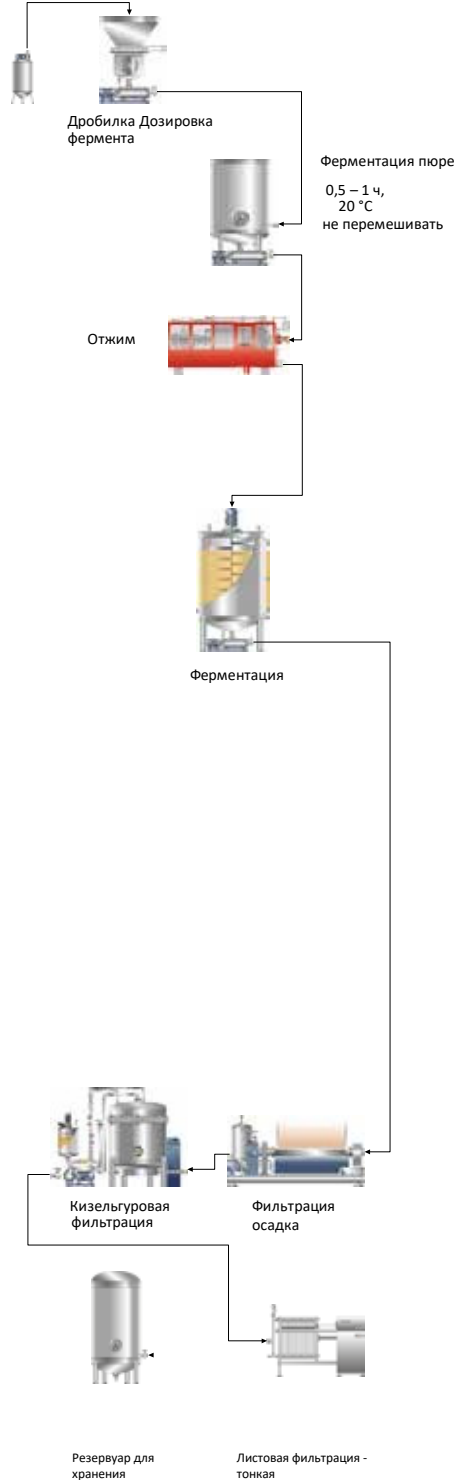 Дробилка Дозировка
фермента
Ферментация пюре
0,5 – 1 ч,
20 °C
не перемешивать
Отжим
Ферментация
Кизельгуровая
фильтрация
Фильтрация
осадка
Резервуар для
хранения
Листовая фильтрация -
тонкая